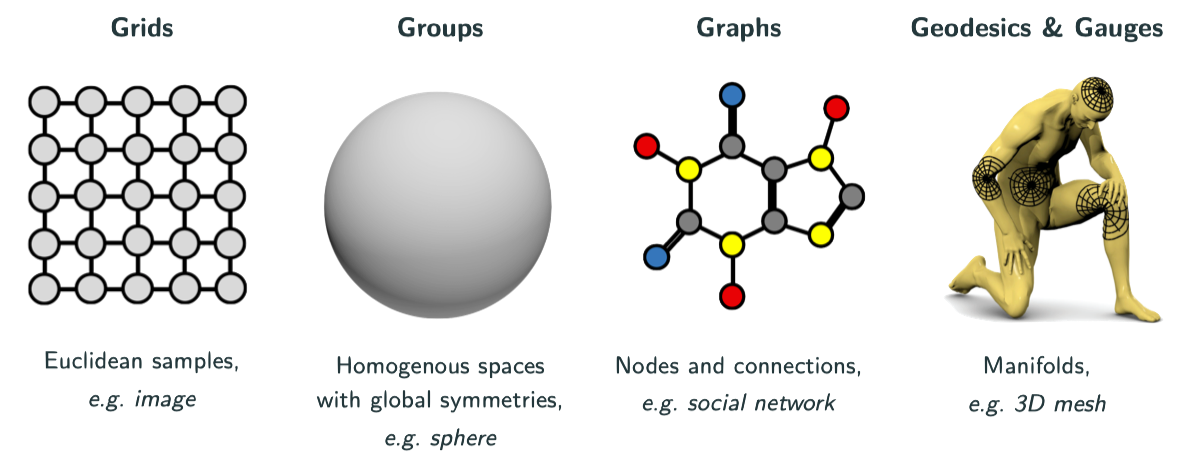 Grids
Groups
Graphs
Geodesics & Gauges
Euclidean samples,
e.g. image
Homogenous spaces
with global symmetries,
e.g. sphere
Nodes and connections,
e.g. social network
Manifolds,
e.g. 3D mesh